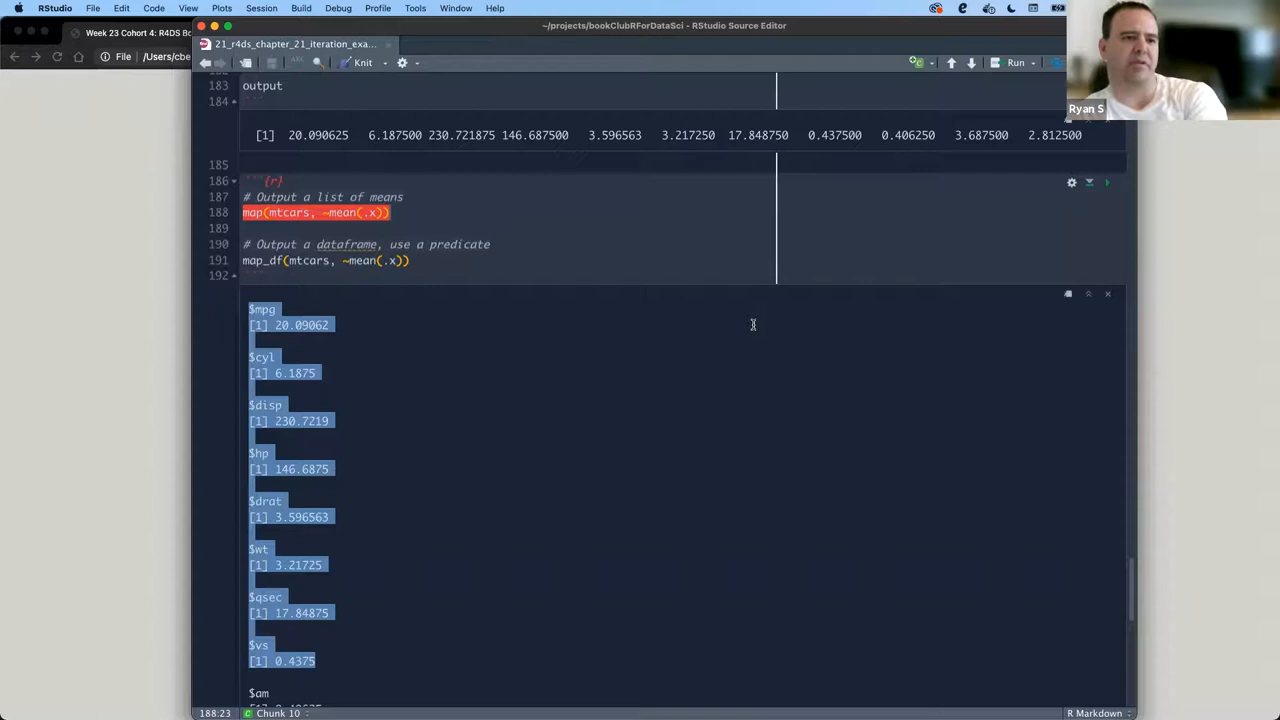 RStudio File Edit Code View Plots Session Build Debug Profile Tools Window Help
Week 23 Cohort 4: R4DS Bo
~/projects/bookClubRForDataSci - RStudio Source Editor
File /Users/cbe
21_r4ds_chapter_21_iteration_exa...
ABC Knit Run
Ryan S
183 output
184 ```
[1] 20.090625 6.187500 230.721875 146.687500 3.596563 3.217250 17.848750 0.437500 0.406250 3.687500 2.812500
185
186 ```{r}
187 # Output a list of means
188 map(mtcars, ~mean(.x))
189
190 # Output a dataframe, use a predicate
191 map_df(mtcars, ~mean(.x))
192 ```
$mpg
[1] 20.09062
$cyl
[1] 6.1875
$disp
[1] 230.7219
$hp
[1] 146.6875
$drat
[1] 3.596563
$wt
[1] 3.21725
$qsec
[1] 17.84875
$vs
[1] 0.4375
$am
188:23 Chunk 10 R Markdown